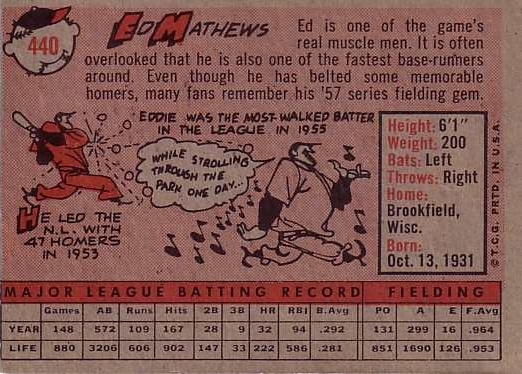 440
ED MATHEWS
Ed is one of the game's
real muscle men. It is often
overlooked that he is also one of the fastest base-runners
around. Even though he has belted some memorable
homers, many fans remember his '57 series fielding gem.
EDDIE WAS THE MOST-WALKED BATTER
IN THE LEAGUE IN 1955
WHILE STROLLING
THROUGH THE
PARK ONE DAY...
HE LED THE
N.L. WITH
47 HOMERS
IN 1953
Height: 6'1"
Weight: 200
Bats: Left
Throws: Right
Home:
Brookfield,
Wisc.
Born:
Oct. 13, 1931
© T.C.G. PRTD. IN U.S.A.
MAJOR LEAGUE BATTING RECORD FIELDING
Games AB Runs Hits 2B 3B HR RBI B.Avg PO A E F.Avg
YEAR 148 572 109 167 28 9 32 94 .292 131 299 16 .964
LIFE 880 3206 606 902 147 33 222 586 .281 851 1690 126 .953